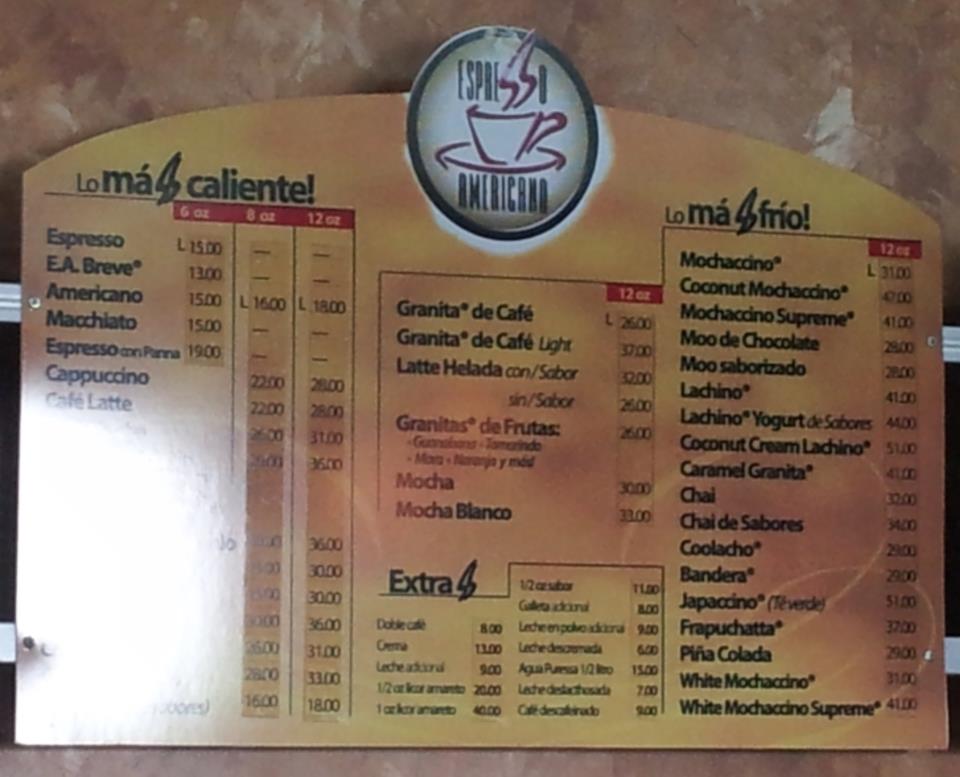 ESPRESSO
AMERICANO
Lo más caliente!
6 oz 8 oz 12 oz
Espresso L 15.00 — —
E.A. Breve® 13.00 — —
Americano 15.00 L 16.00 L 18.00
Macchiato 15.00 — —
Espresso con Panna 19.00 — —
Cappuccino 22.00 28.00
Café Latte 22.00 28.00
26.00 31.00
36.00
36.00
30.00
30.00
36.00
26.00 31.00
28.00 33.00
16.00 18.00
12 oz
Granita® de Café L 26.00
Granita® de Café Light 37.00
Latte Helada con/Sabor 32.00
sin/Sabor 26.00
Granitas® de Frutas: 26.00
- Guanabana - Tamarindo
- Mora - Naranja y más!
Mocha 30.00
Mocha Blanco 33.00
Extras
Doble café 8.00
Crema 13.00
Leche adicional 9.00
1/2 oz licor amareto 20.00
1 oz licor amareto 40.00
1/2 oz sabor 11.00
Galleta adicional 8.00
Leche en polvo adicional 9.00
Leche descremada 6.00
Agua Puressa 1/2 litro 15.00
Leche deslactosada 7.00
Café descafeinado 9.00
Lo más frío!
12 oz
Mochaccino® L 31.00
Coconut Mochaccino® 42.00
Mochaccino Supreme® 41.00
Moo de Chocolate 28.00
Moo saborizado 28.00
Lachino® 41.00
Lachino® Yogurt de Sabores 44.00
Coconut Cream Lachino® 51.00
Caramel Granita® 41.00
Chai 32.00
Chai de Sabores 34.00
Coolacho® 29.00
Bandera® 29.00
Japaccino® (Té verde) 51.00
Frapuchatta® 37.00
Piña Colada 29.00
White Mochaccino® 31.00
White Mochaccino Supreme® 41.00